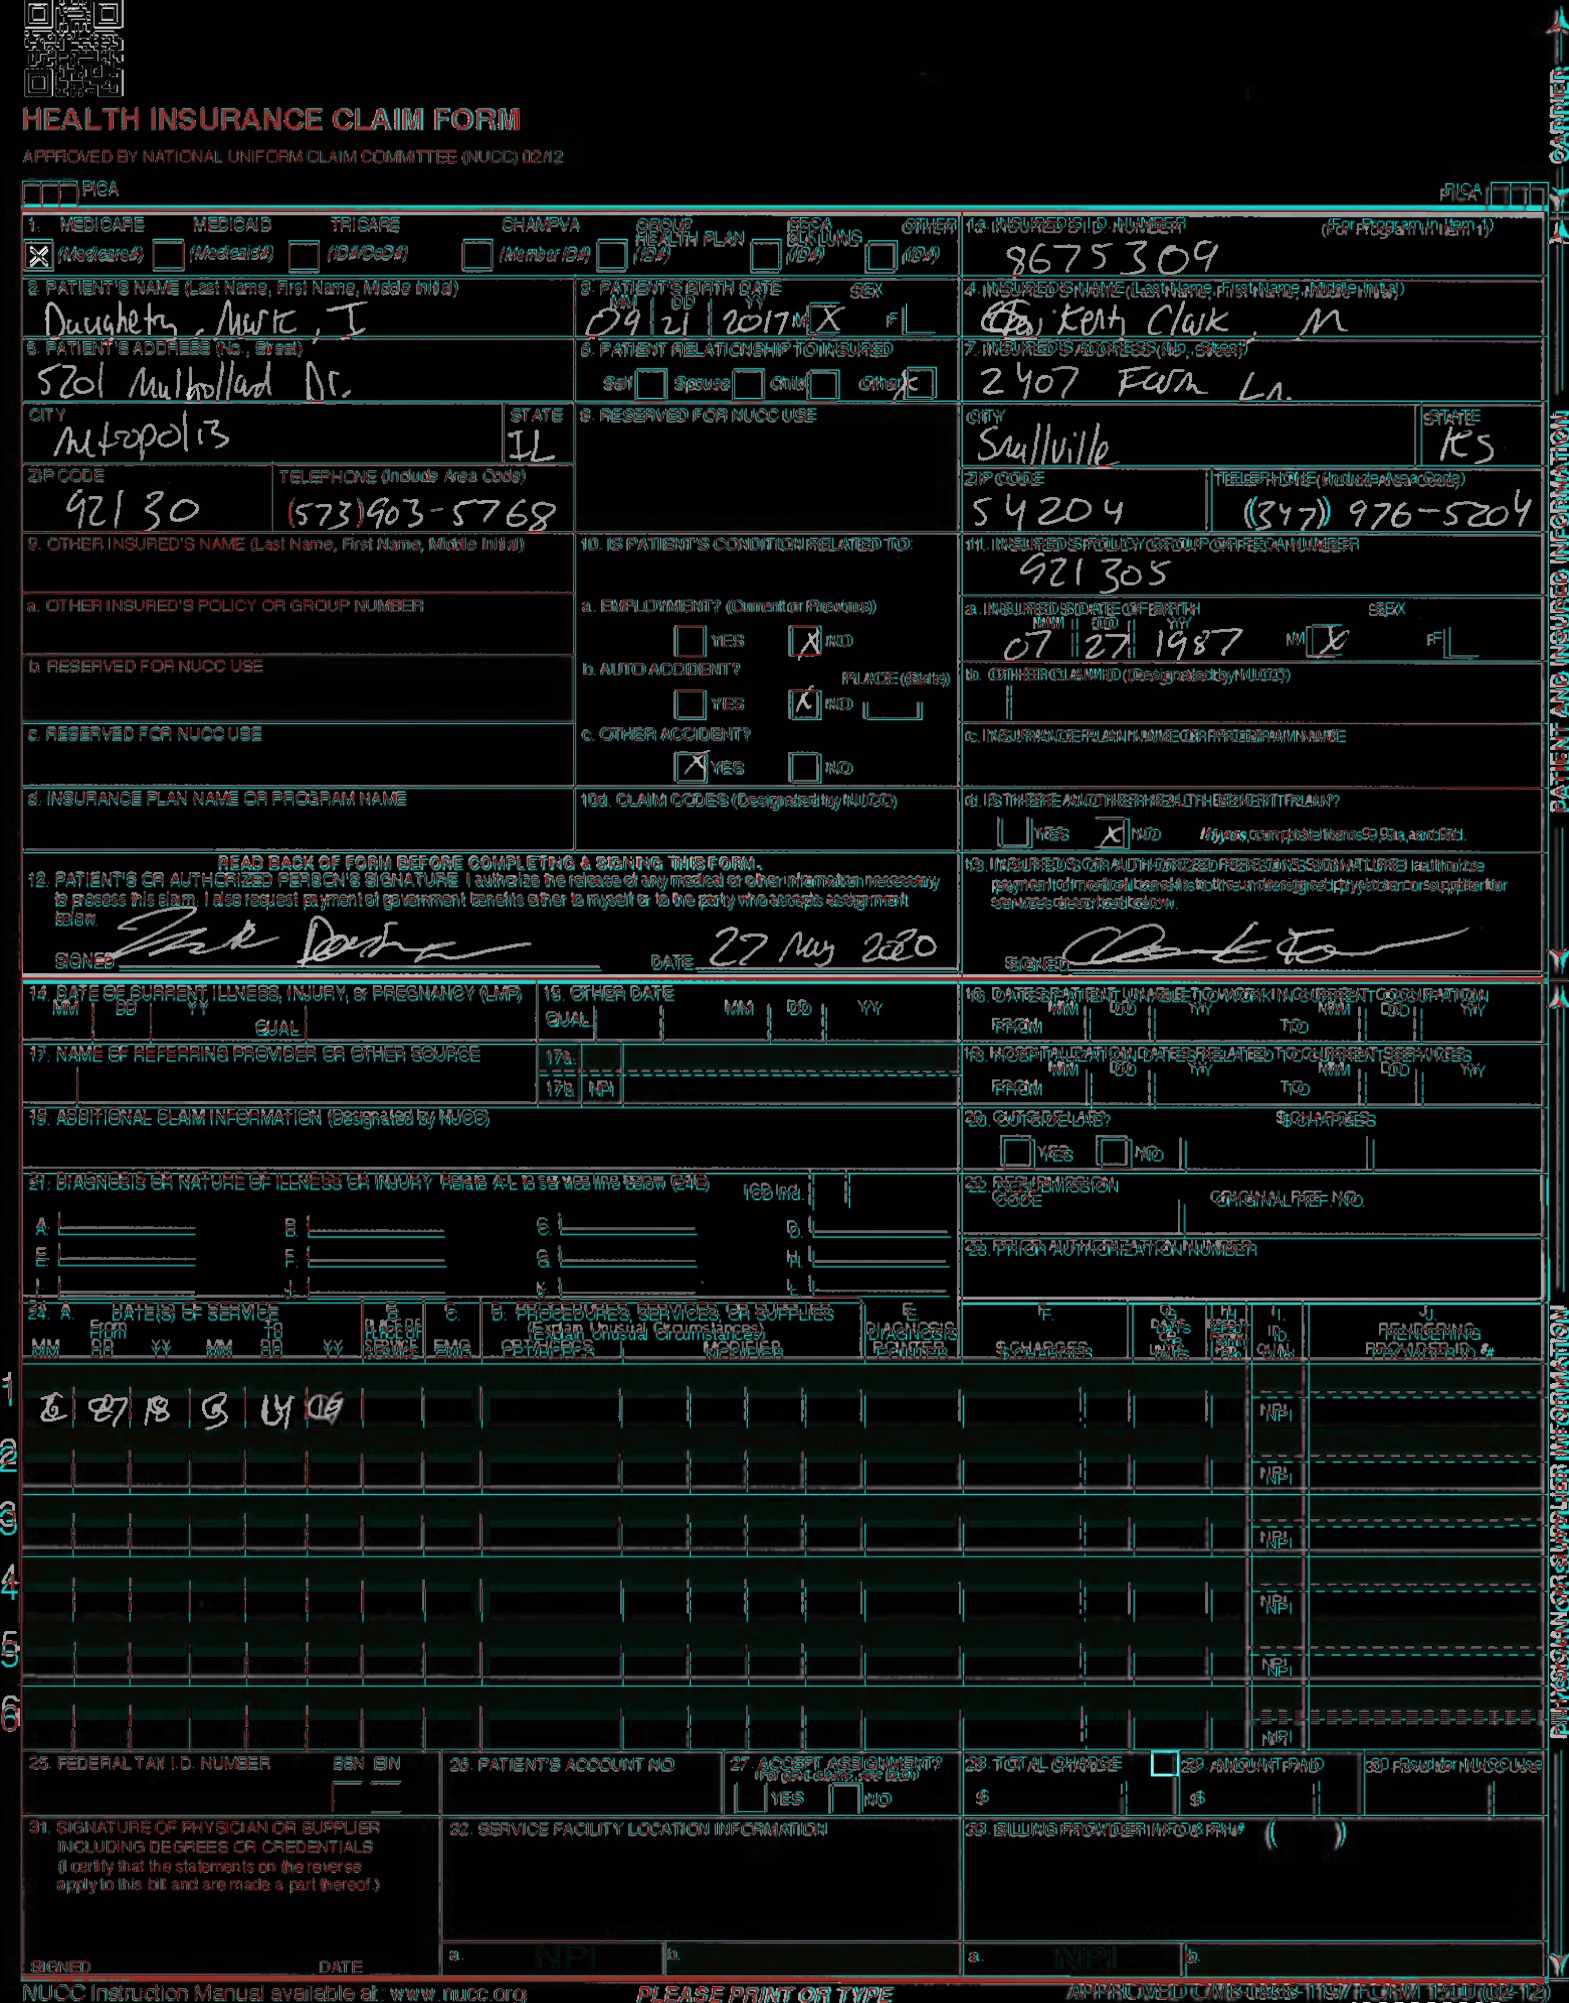 HEALTH INSURANCE CLAIM FORM
APPROVED BY NATIONAL UNIFORM CLAIM COMMITTEE (NUCC) 02/12
PICA PICA
CARRIER
1. MEDICARE MEDICAID TRICARE CHAMPVA GROUP HEALTH PLAN FECA BLK LUNG OTHER
X (Medicare#) (Medicaid#) (ID#/DoD#) (Member ID#) (ID#) (ID#) (ID#)
1a. INSURED'S I.D. NUMBER (For Program in Item 1)
8675309
2. PATIENT'S NAME (Last Name, First Name, Middle Initial)
Daughety, Mark, I
3. PATIENT'S BIRTH DATE SEX
MM DD YY
09 21 2017 M X F
4. INSURED'S NAME (Last Name, First Name, Middle Initial)
Kent, Clark, M
5. PATIENT'S ADDRESS (No., Street)
5201 Mulhollad Dr.
6. PATIENT RELATIONSHIP TO INSURED
Self Spouse Child Other X
7. INSURED'S ADDRESS (No., Street)
2407 Farm Ln.
CITY STATE
Metropolis IL
8. RESERVED FOR NUCC USE
CITY STATE
Smallville KS
ZIP CODE TELEPHONE (Include Area Code)
92130 (573) 903-5768
ZIP CODE TELEPHONE (Include Area Code)
54204 (347) 976-5204
9. OTHER INSURED'S NAME (Last Name, First Name, Middle Initial)
10. IS PATIENT'S CONDITION RELATED TO:
11. INSURED'S POLICY GROUP OR FECA NUMBER
921305
a. OTHER INSURED'S POLICY OR GROUP NUMBER
a. EMPLOYMENT? (Current or Previous)
YES X NO
a. INSURED'S DATE OF BIRTH SEX
MM DD YY
07 27 1987 M X F
b. RESERVED FOR NUCC USE
b. AUTO ACCIDENT? PLACE (State)
YES X NO
b. OTHER CLAIM ID (Designated by NUCC)
c. RESERVED FOR NUCC USE
c. OTHER ACCIDENT?
X YES NO
c. INSURANCE PLAN NAME OR PROGRAM NAME
d. INSURANCE PLAN NAME OR PROGRAM NAME
10d. CLAIM CODES (Designated by NUCC)
d. IS THERE ANOTHER HEALTH BENEFIT PLAN?
YES X NO If yes, complete items 9, 9a, and 9d.
PATIENT AND INSURED INFORMATION
READ BACK OF FORM BEFORE COMPLETING & SIGNING THIS FORM.
12. PATIENT'S OR AUTHORIZED PERSON'S SIGNATURE I authorize the release of any medical or other information necessary
to process this claim. I also request payment of government benefits either to myself or to the party who accepts assignment
below.
SIGNED DATE 27 May 2020
13. INSURED'S OR AUTHORIZED PERSON'S SIGNATURE I authorize
payment of medical benefits to the undersigned physician or supplier for
services described below.
SIGNED
14. DATE OF CURRENT ILLNESS, INJURY, or PREGNANCY (LMP)
MM DD YY QUAL
15. OTHER DATE
QUAL MM DD YY
16. DATES PATIENT UNABLE TO WORK IN CURRENT OCCUPATION
MM DD YY MM DD YY
FROM TO
17. NAME OF REFERRING PROVIDER OR OTHER SOURCE
17a.
17b. NPI
18. HOSPITALIZATION DATES RELATED TO CURRENT SERVICES
MM DD YY MM DD YY
FROM TO
19. ADDITIONAL CLAIM INFORMATION (Designated by NUCC)
20. OUTSIDE LAB? $ CHARGES
YES NO
21. DIAGNOSIS OR NATURE OF ILLNESS OR INJURY Relate A-L to service line below (24E) ICD Ind.
A. B. C. D.
E. F. G. H.
I. J. K. L.
22. RESUBMISSION CODE ORIGINAL REF. NO.
23. PRIOR AUTHORIZATION NUMBER
24. A. DATE(S) OF SERVICE
From To
MM DD YY MM DD YY
B. PLACE OF SERVICE
C. EMG
D. PROCEDURES, SERVICES, OR SUPPLIES
(Explain Unusual Circumstances)
CPT/HCPCS MODIFIER
E. DIAGNOSIS POINTER
F. $ CHARGES
G. DAYS OR UNITS
H.
I. ID. QUAL.
J. RENDERING PROVIDER ID. #
1 18 NPI
2 NPI
3 NPI
4 NPI
5 NPI
6 NPI
PHYSICIAN OR SUPPLIER INFORMATION
25. FEDERAL TAX I.D. NUMBER SSN EIN
26. PATIENT'S ACCOUNT NO.
27. ACCEPT ASSIGNMENT?
(For govt. claims, see back)
YES NO
28. TOTAL CHARGE
$
29. AMOUNT PAID
$
30. Rsvd for NUCC Use
31. SIGNATURE OF PHYSICIAN OR SUPPLIER
INCLUDING DEGREES OR CREDENTIALS
(I certify that the statements on the reverse
apply to this bill and are made a part thereof.)
SIGNED DATE
32. SERVICE FACILITY LOCATION INFORMATION
a. NPI b.
33. BILLING PROVIDER INFO & PH # ( )
a. NPI b.
NUCC Instruction Manual available at: www.nucc.org
PLEASE PRINT OR TYPE
APPROVED OMB-0938-1197 FORM 1500 (02-12)